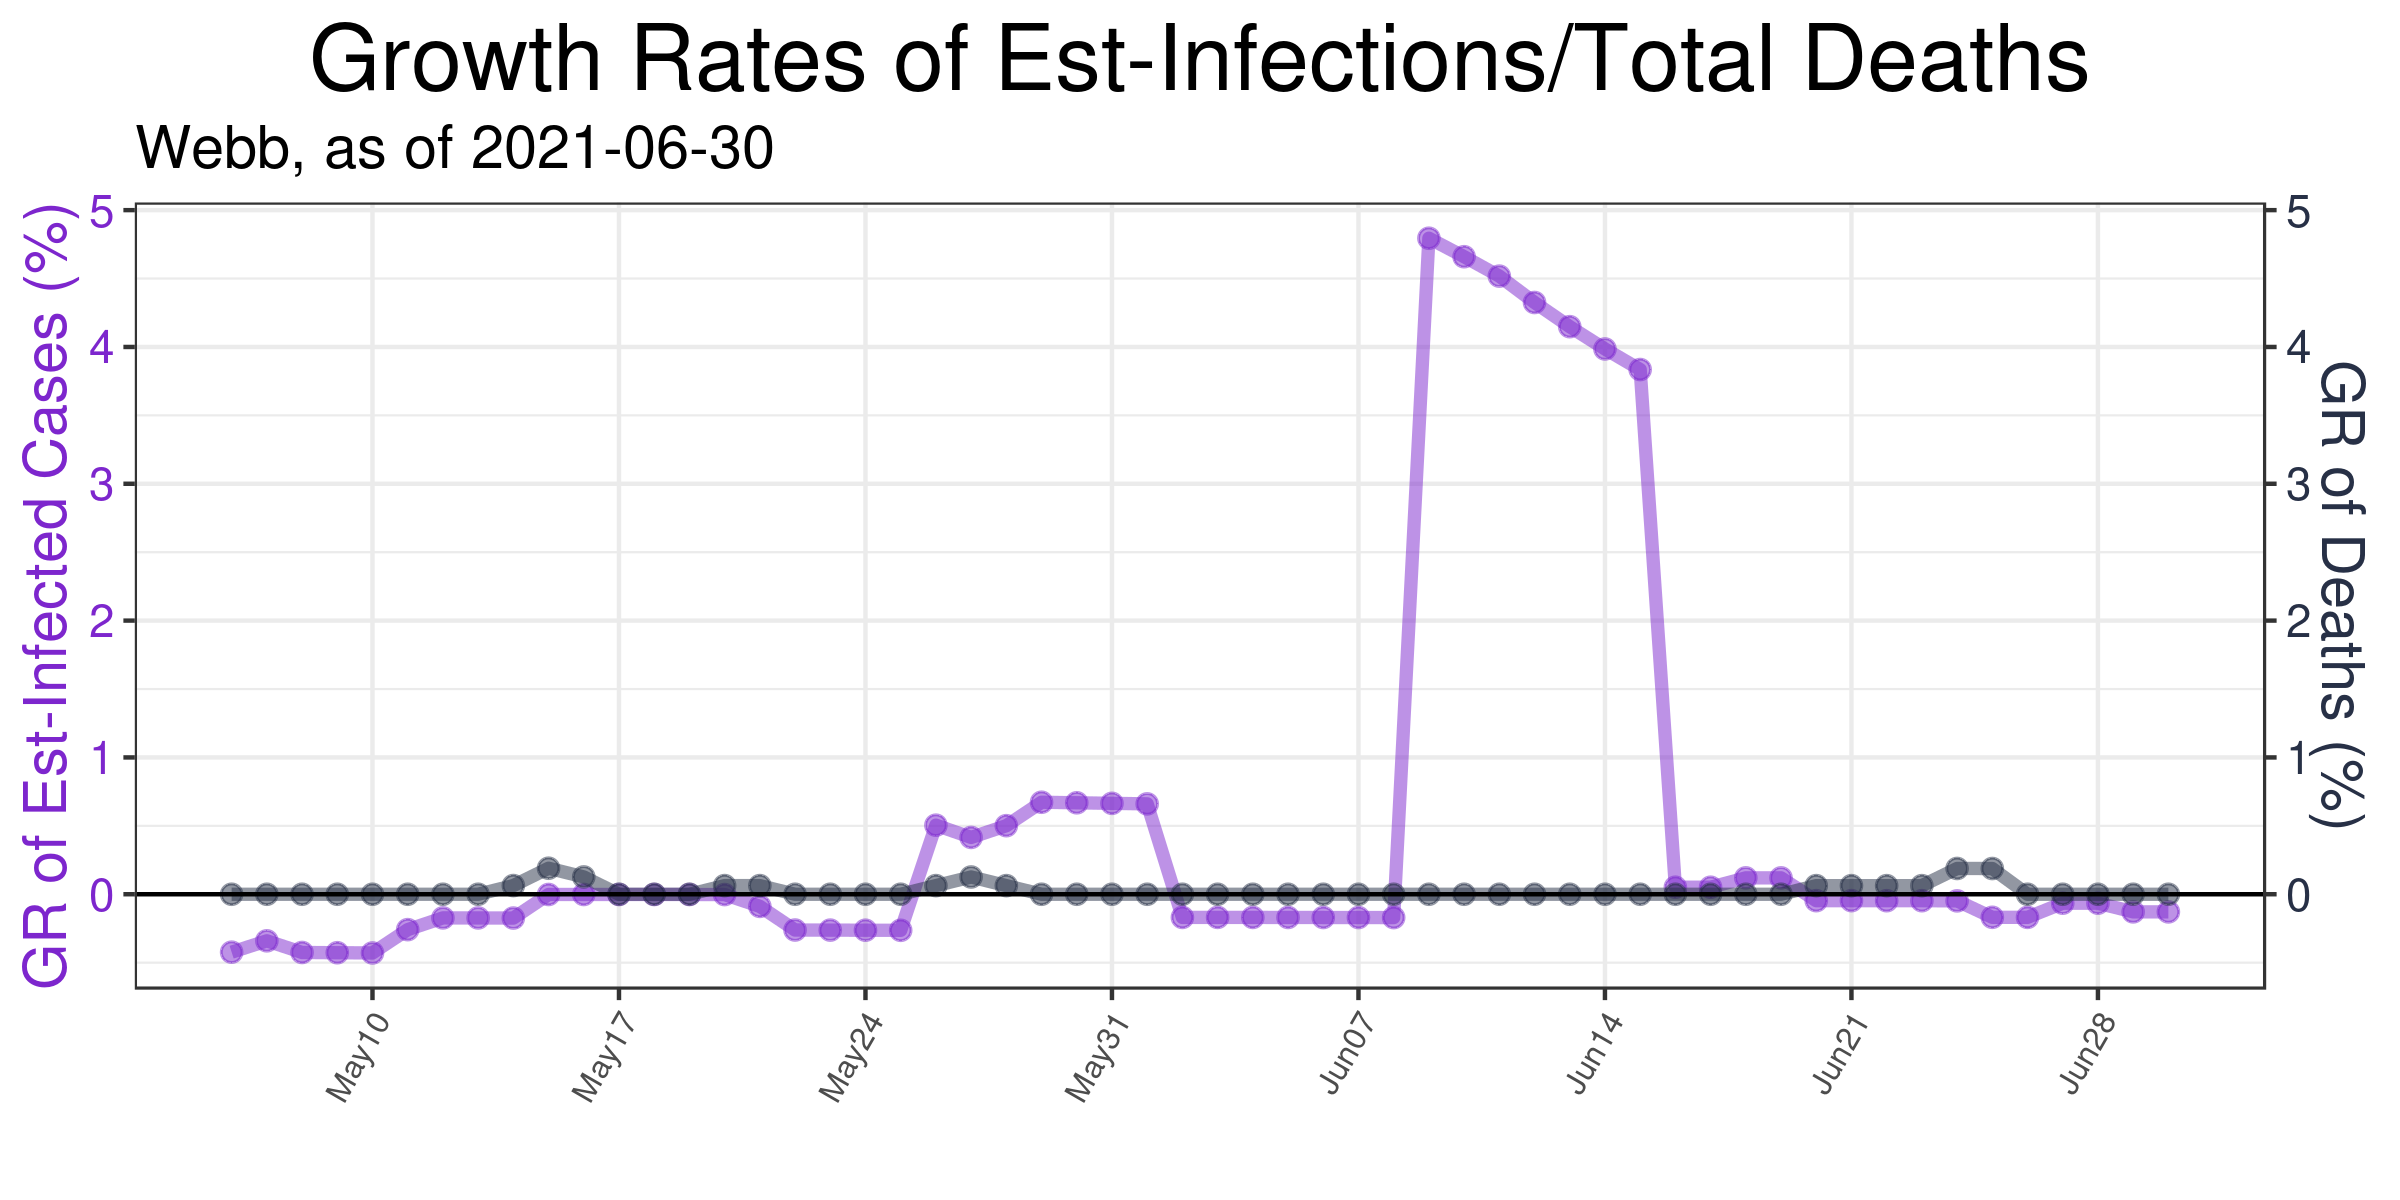 Growth Rates of Est-Infections/Total Deaths
Webb, as of 2021-06-30
GR of Est-Infected Cases (%)
5
4
3
2
1
0
5
4
3
2
1
0
GR of Deaths (%)
May10
May17
May24
May31
Jun07
Jun14
Jun21
Jun28